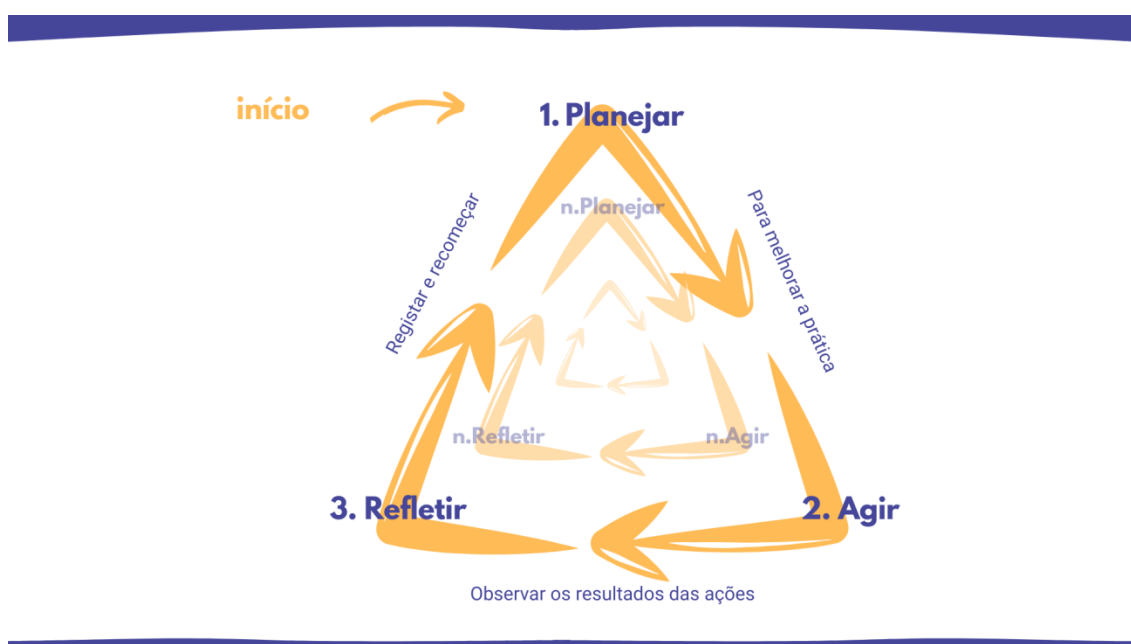 início
1. Planejar
n.Planejar
Para melhorar a prática
Registar e recomeçar
n.Refletir
n.Agir
3. Refletir
2. Agir
Observar os resultados das ações